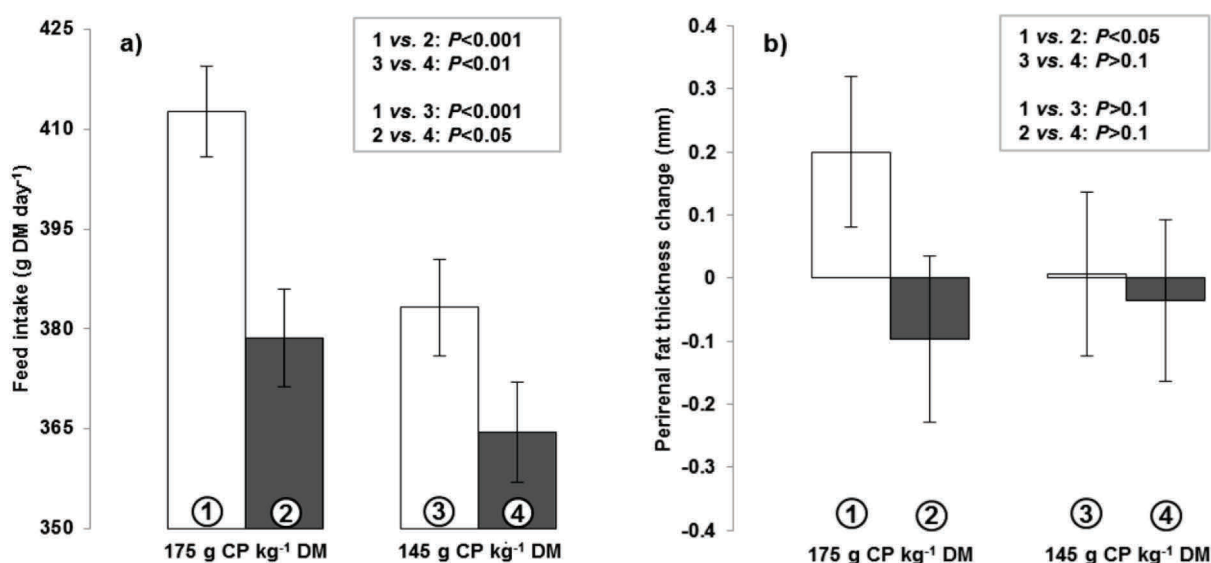 a)
Feed intake (g DM day⁻¹)
425
410
395
380
365
350
1 vs. 2: P<0.001
3 vs. 4: P<0.01
1 vs. 3: P<0.001
2 vs. 4: P<0.05
① ② ③ ④
175 g CP kg⁻¹ DM 145 g CP kg⁻¹ DM
b)
Perirenal fat thickness change (mm)
0.4
0.3
0.2
0.1
0
-0.1
-0.2
-0.3
-0.4
1 vs. 2: P<0.05
3 vs. 4: P>0.1
1 vs. 3: P>0.1
2 vs. 4: P>0.1
① ② ③ ④
175 g CP kg⁻¹ DM 145 g CP kg⁻¹ DM